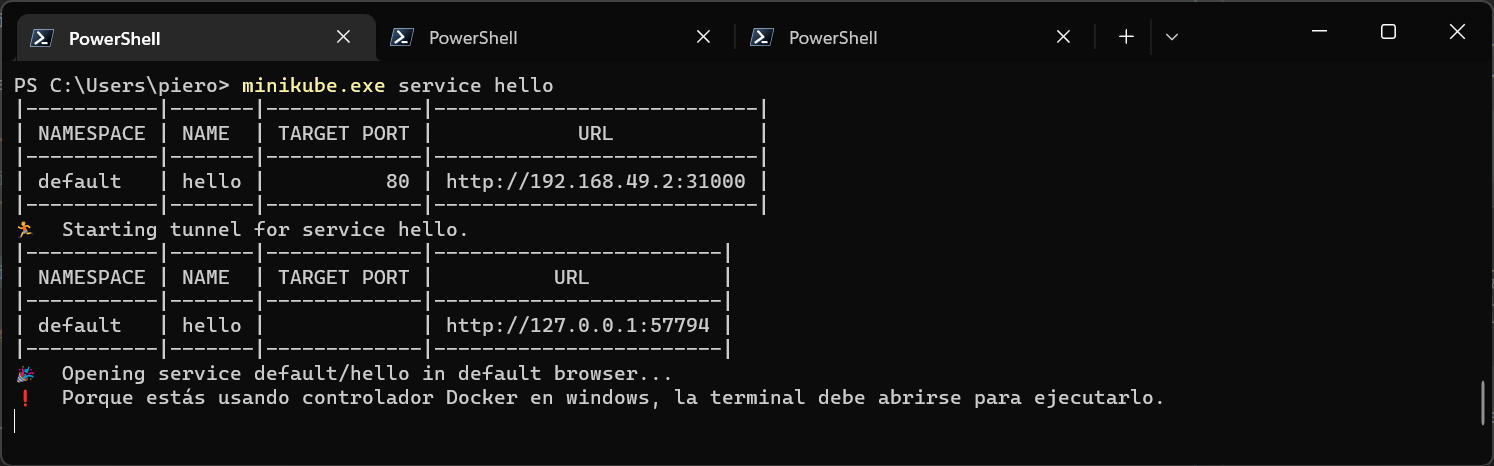 PowerShell PowerShell PowerShell
PS C:\Users\piero> minikube.exe service hello
|-----------|-------|-------------|---------------------------|
| NAMESPACE | NAME  | TARGET PORT |            URL            |
|-----------|-------|-------------|---------------------------|
| default   | hello |          80 | http://192.168.49.2:31000 |
|-----------|-------|-------------|---------------------------|
🏃  Starting tunnel for service hello.
|-----------|-------|-------------|------------------------|
| NAMESPACE | NAME  | TARGET PORT |          URL           |
|-----------|-------|-------------|------------------------|
| default   | hello |             | http://127.0.0.1:57794 |
|-----------|-------|-------------|------------------------|
🎉  Opening service default/hello in default browser...
❗  Porque estás usando controlador Docker en windows, la terminal debe abrirse para ejecutarlo.